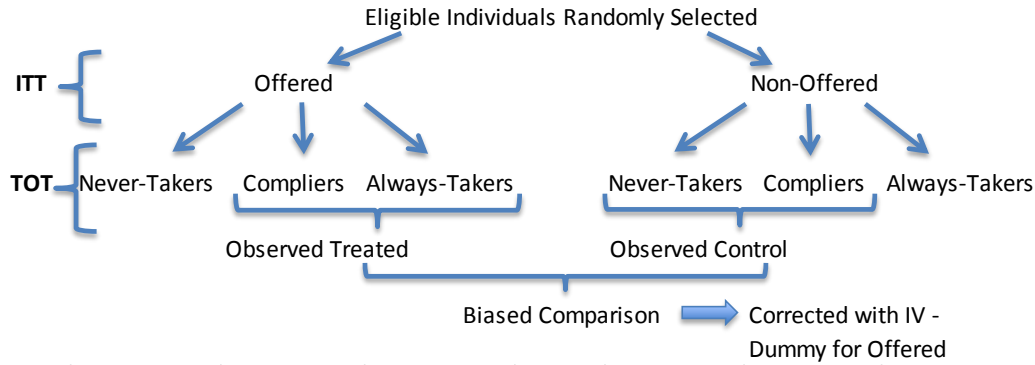 Eligible Individuals Randomly Selected
ITT
Offered
Non-Offered
TOT
Never-Takers Compliers Always-Takers
Never-Takers Compliers Always-Takers
Observed Treated
Observed Control
Biased Comparison
Corrected with IV -
Dummy for Offered